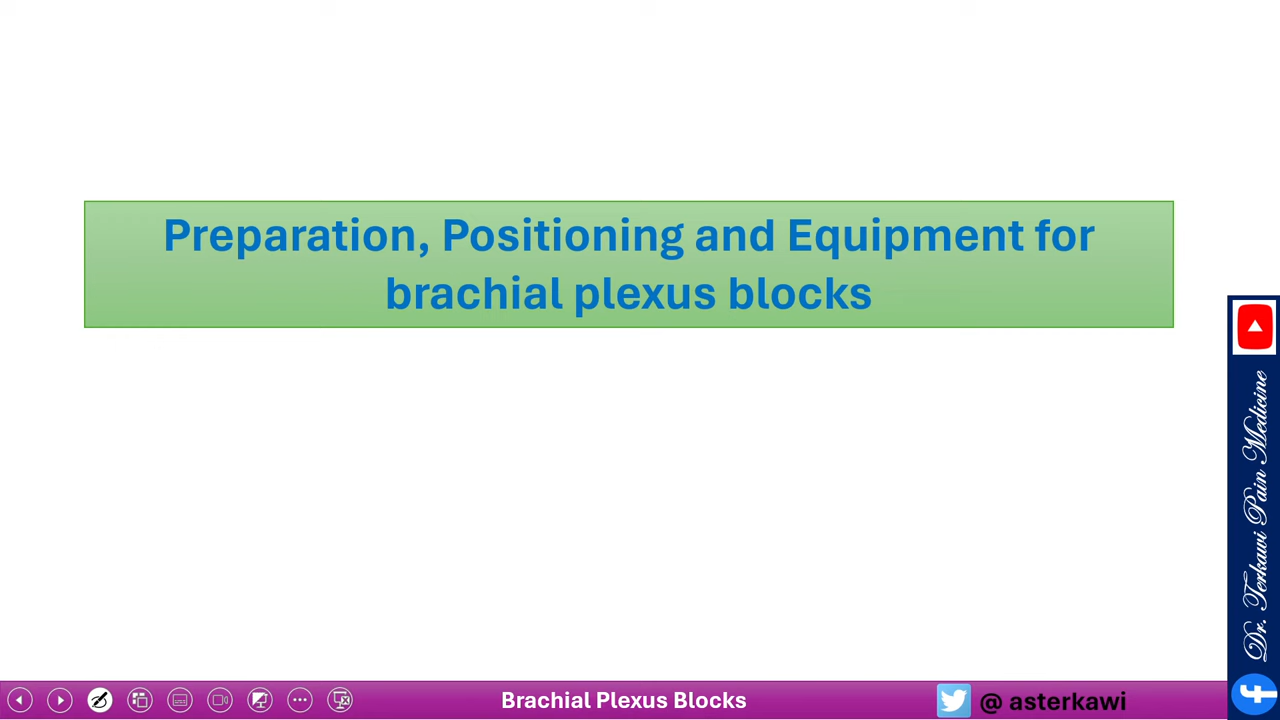 Preparation, Positioning and Equipment for
brachial plexus blocks
Dr. Terkawi Pain Medicine
Brachial Plexus Blocks
@ asterkawi